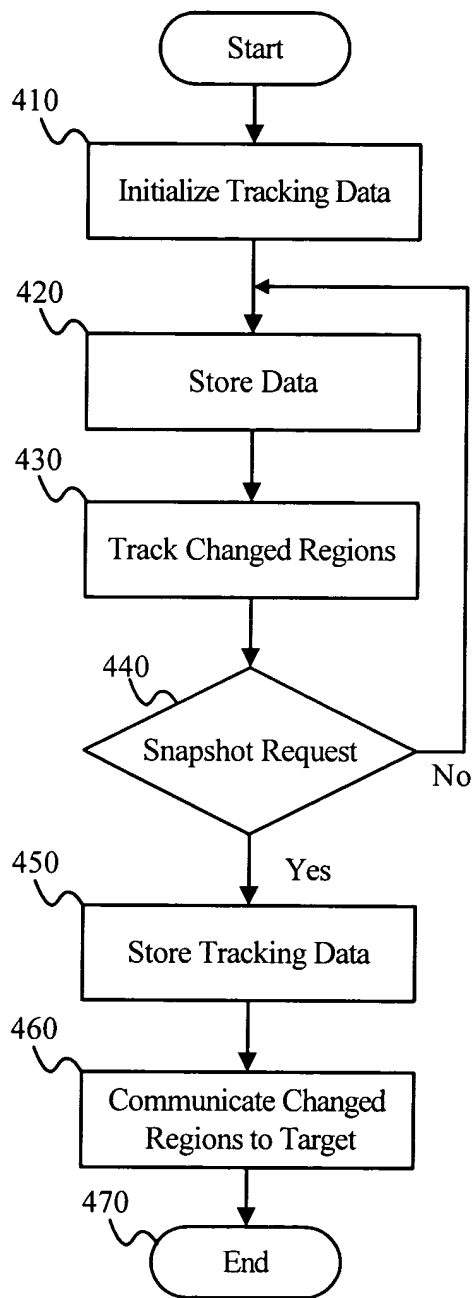 Start
410
Initialize Tracking Data
420
Store Data
430
Track Changed Regions
440
Snapshot Request
No
Yes
450
Store Tracking Data
460
Communicate Changed
Regions to Target
470
End